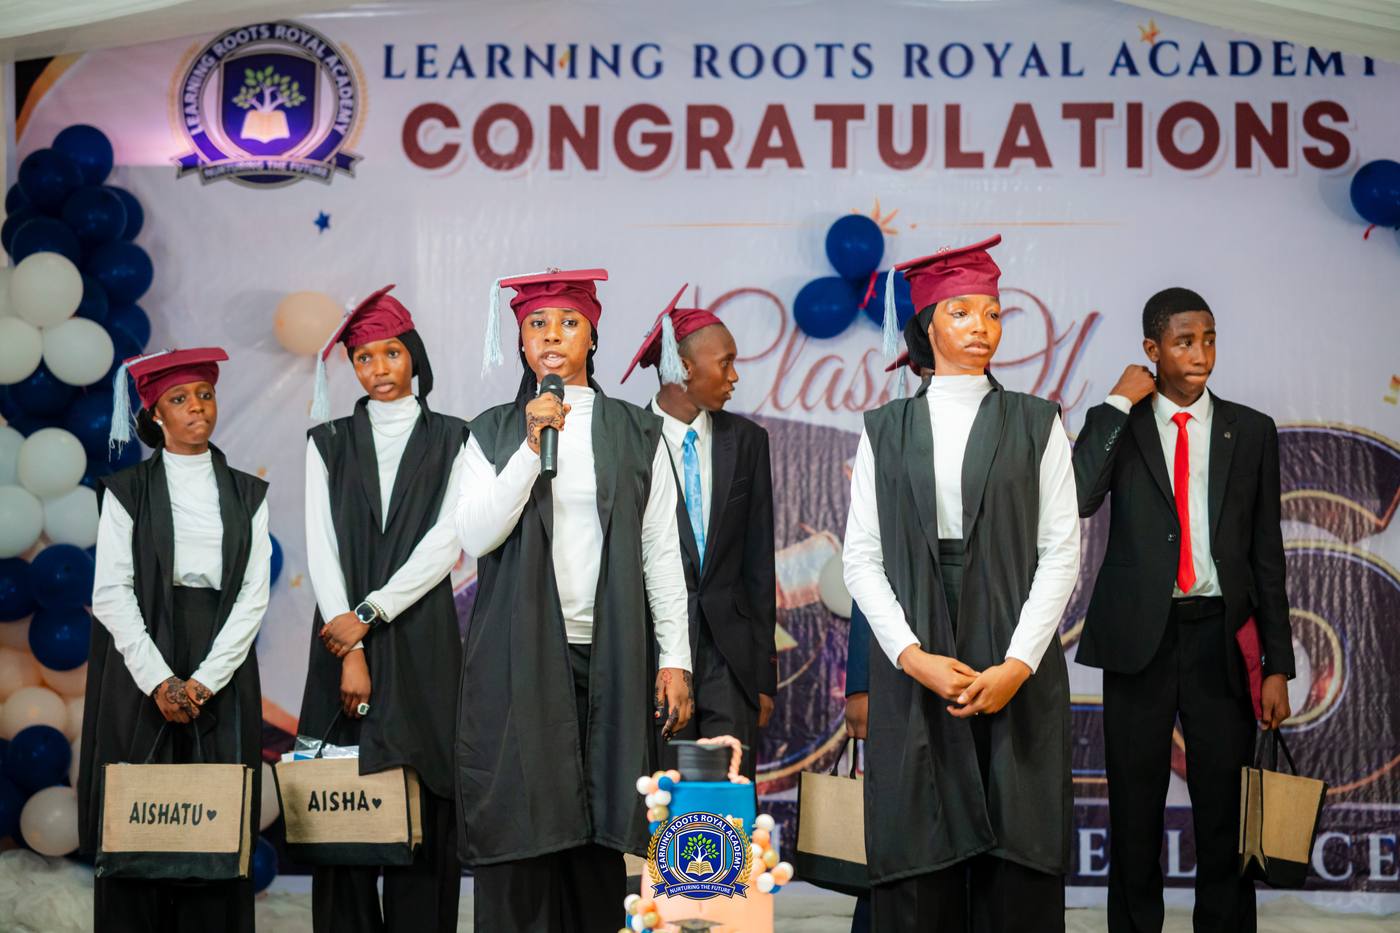 LEARNING ROOTS ROYAL ACADEMY
LEARNING ROOTS ROYAL ACADEMY
NURTURING THE FUTURE
CONGRATULATIONS
Class Of
AISHATU♥
AISHA♥
LEARNING ROOTS ROYAL ACADEMY
NURTURING THE FUTURE